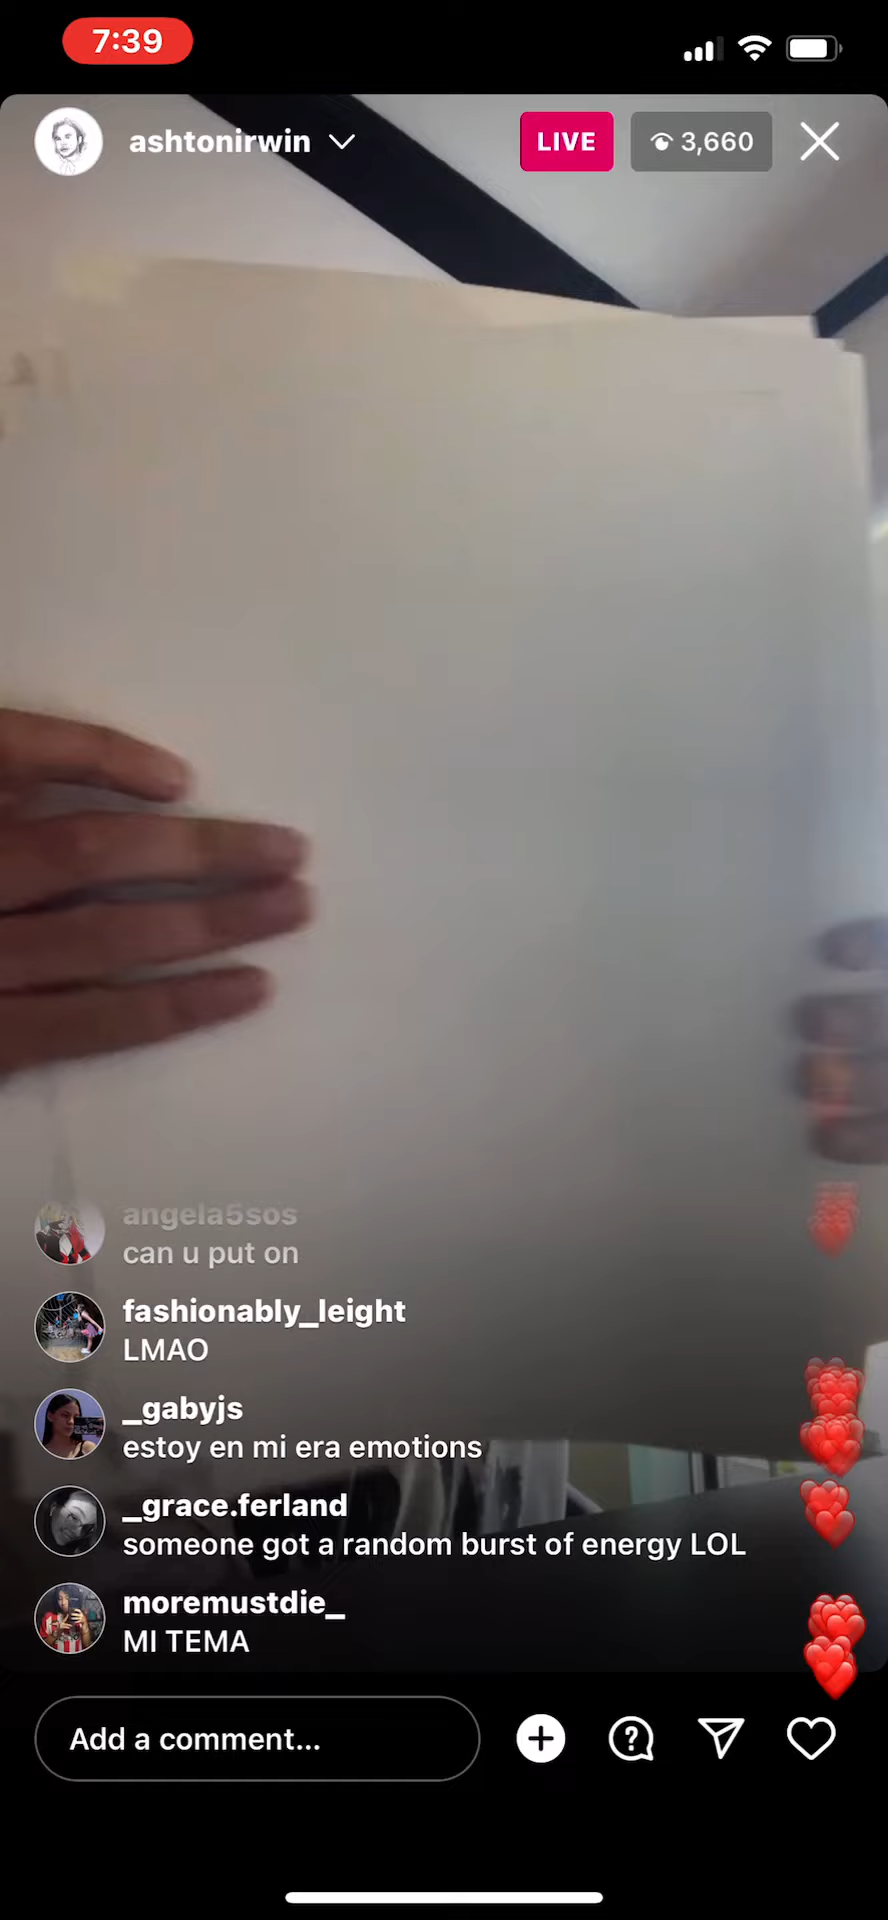 7:39
ashtonirwin
LIVE
3,660
angela5sos
can u put on
fashionably_leight
LMAO
_gabyjs
estoy en mi era emotions
_grace.ferland
someone got a random burst of energy LOL
moremustdie_
MI TEMA
Add a comment...